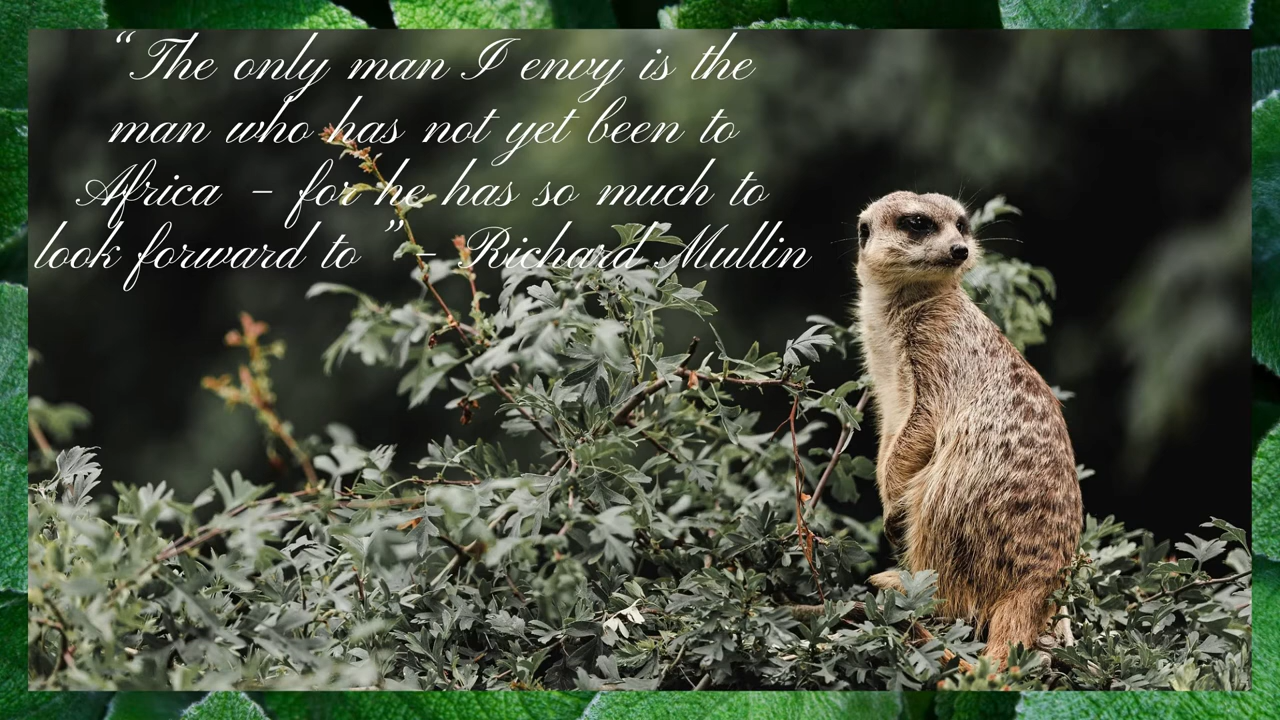 “The only man I envy is the
man who has not yet been to
Africa – for he has so much to
look forward to ” – Richard Mullin